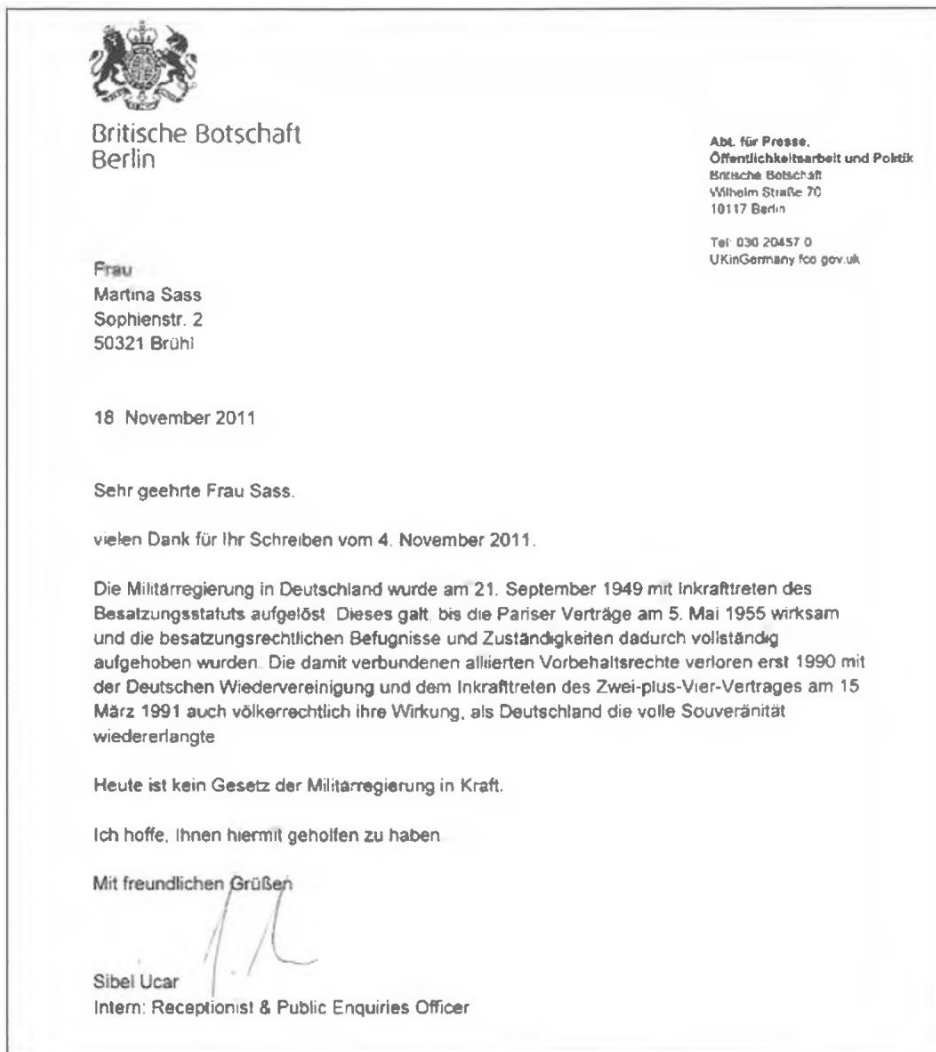 Britische Botschaft
Berlin
Abt. für Presse,
Öffentlichkeitsarbeit und Politik
Britische Botschaft
Wilhelm Straße 70
10117 Berlin
Tel: 030 20457 0
UKinGermany fco gov.uk
Frau
Martina Sass
Sophienstr. 2
50321 Brühl
18 November 2011
Sehr geehrte Frau Sass.
vielen Dank für Ihr Schreiben vom 4. November 2011.
Die Militärregierung in Deutschland wurde am 21. September 1949 mit Inkrafttreten des
Besatzungsstatuts aufgelöst Dieses galt, bis die Pariser Verträge am 5. Mai 1955 wirksam
und die besatzungsrechtlichen Befugnisse und Zuständigkeiten dadurch vollständig
aufgehoben wurden. Die damit verbundenen alliierten Vorbehaltsrechte verloren erst 1990 mit
der Deutschen Wiedervereinigung und dem Inkrafttreten des Zwei-plus-Vier-Vertrages am 15
März 1991 auch völkerrechtlich ihre Wirkung, als Deutschland die volle Souveränität
wiedererlangte
Heute ist kein Gesetz der Militärregierung in Kraft.
Ich hoffe, Ihnen hiermit geholfen zu haben
Mit freundlichen Grüßen
Sibel Ucar
Intern: Receptionist & Public Enquiries Officer